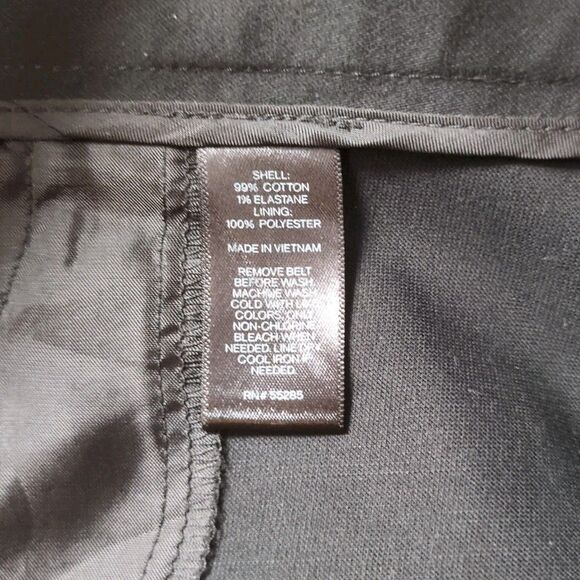 SHELL:
99% COTTON
1% ELASTANE
LINING:
100% POLYESTER
MADE IN VIETNAM
REMOVE BELT
BEFORE WASH.
MACHINE WASH
COLD WITH LIKE
COLORS, ONLY
NON-CHLORINE
BLEACH WHEN
NEEDED. LINE DRY.
COOL IRON IF
NEEDED.
RN# 55285